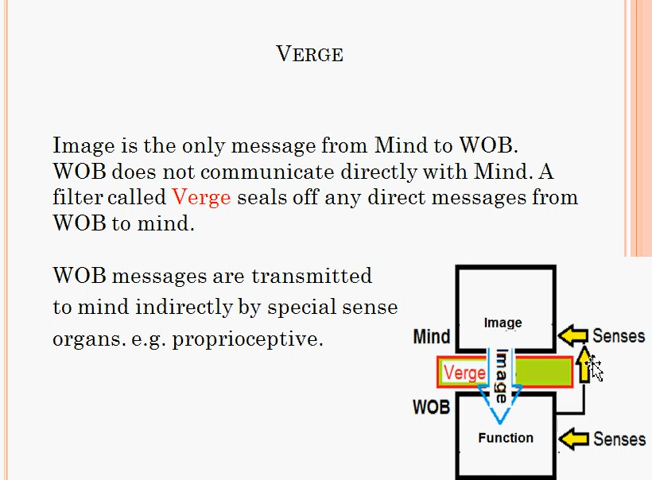 VERGE
Image is the only message from Mind to WOB.
WOB does not communicate directly with Mind. A
filter called Verge seals off any direct messages from
WOB to mind.
WOB messages are transmitted
to mind indirectly by special sense
organs. e.g. proprioceptive.
Image
Mind
Senses
Verge
Image
WOB
Function
Senses